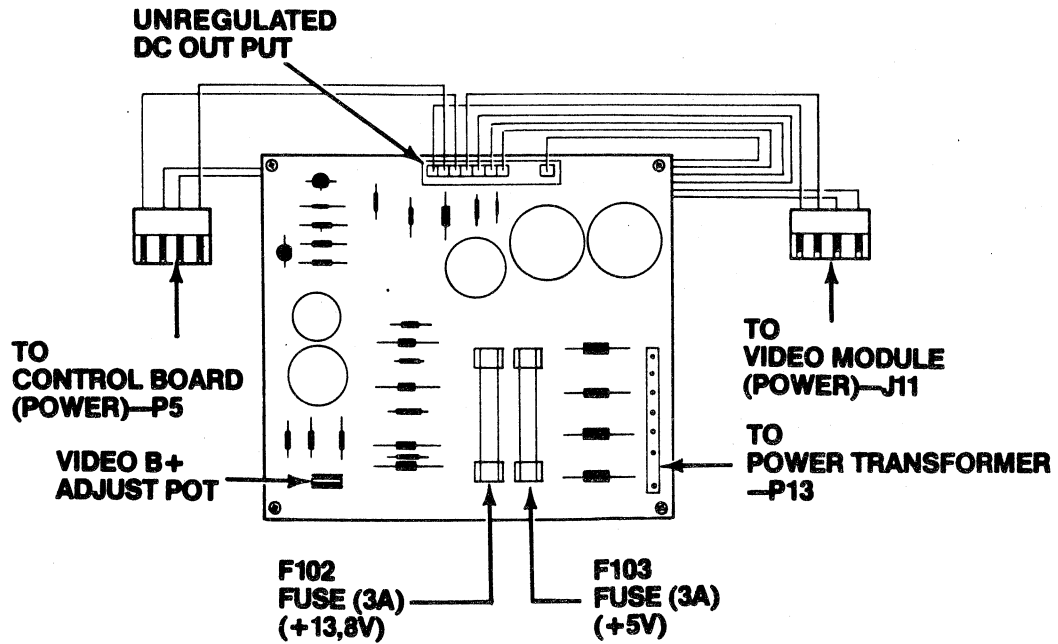 UNREGULATED
DC OUT PUT
TO
CONTROL BOARD
(POWER)—P5
TO
VIDEO MODULE
(POWER)—J11
VIDEO B+
ADJUST POT
TO
POWER TRANSFORMER
—P13
F102
FUSE (3A)
(+13,8V)
F103
FUSE (3A)
(+5V)